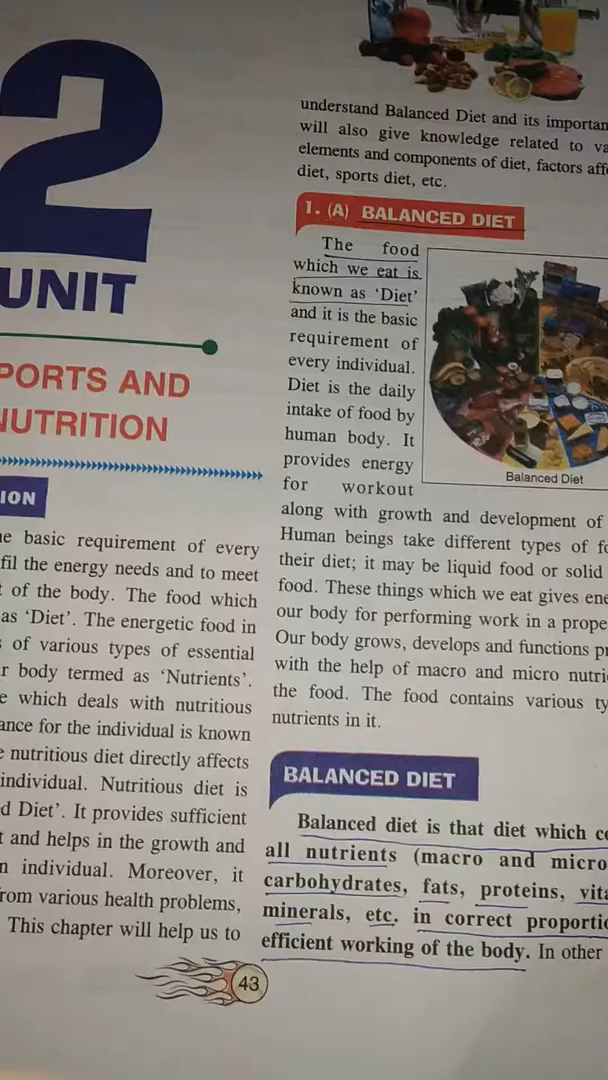 2
UNIT
PORTS AND
NUTRITION
ION
basic requirement of every
fil the energy needs and to meet
of the body. The food which
as 'Diet'. The energetic food in
of various types of essential
body termed as 'Nutrients'.
which deals with nutritious
ance for the individual is known
nutritious diet directly affects
individual. Nutritious diet is
d Diet'. It provides sufficient
and helps in the growth and
individual. Moreover, it
rom various health problems,
This chapter will help us to
understand Balanced Diet and its importan
will also give knowledge related to va
elements and components of diet, factors aff
diet, sports diet, etc.
1. (A) BALANCED DIET
The food
which we eat is
known as 'Diet'
and it is the basic
requirement of
every individual.
Diet is the daily
intake of food by
human body. It
provides energy
for workout
Balanced Diet
along with growth and development of
Human beings take different types of fo
their diet; it may be liquid food or solid
food. These things which we eat gives ene
our body for performing work in a prope
Our body grows, develops and functions pr
with the help of macro and micro nutri
the food. The food contains various ty
nutrients in it.
BALANCED DIET
Balanced diet is that diet which co
all nutrients (macro and micro
carbohydrates, fats, proteins, vita
minerals, etc. in correct proportio
efficient working of the body. In other
43